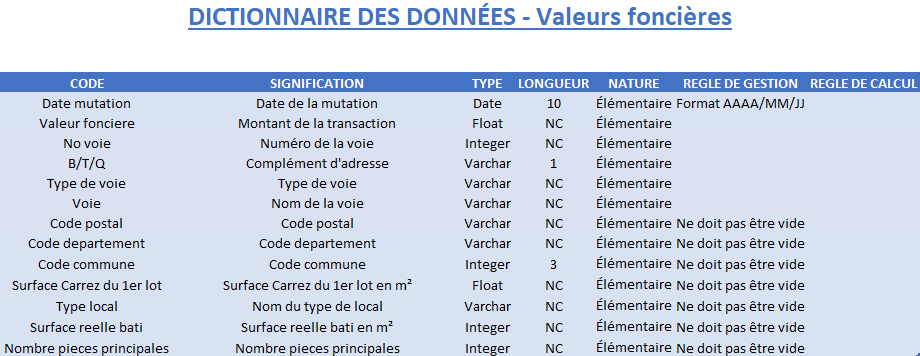 DICTIONNAIRE DES DONNÉES - Valeurs foncières
CODE SIGNIFICATION TYPE LONGUEUR NATURE REGLE DE GESTION REGLE DE CALCUL
Date mutation Date de la mutation Date 10 Élémentaire Format AAAA/MM/JJ
Valeur fonciere Montant de la transaction Float NC Élémentaire
No voie Numéro de la voie Integer NC Élémentaire
B/T/Q Complément d'adresse Varchar 1 Élémentaire
Type de voie Type de voie Varchar NC Élémentaire
Voie Nom de la voie Varchar NC Élémentaire
Code postal Code postal Varchar NC Élémentaire Ne doit pas être vide
Code departement Code departement Varchar NC Élémentaire Ne doit pas être vide
Code commune Code commune Integer 3 Élémentaire Ne doit pas être vide
Surface Carrez du 1er lot Surface Carrez du 1er lot en m² Float NC Élémentaire Ne doit pas être vide
Type local Nom du type de local Varchar NC Élémentaire Ne doit pas être vide
Surface reelle bati Surface reelle bati en m² Integer NC Élémentaire Ne doit pas être vide
Nombre pieces principales Nombre pieces principales Integer NC Élémentaire Ne doit pas être vide